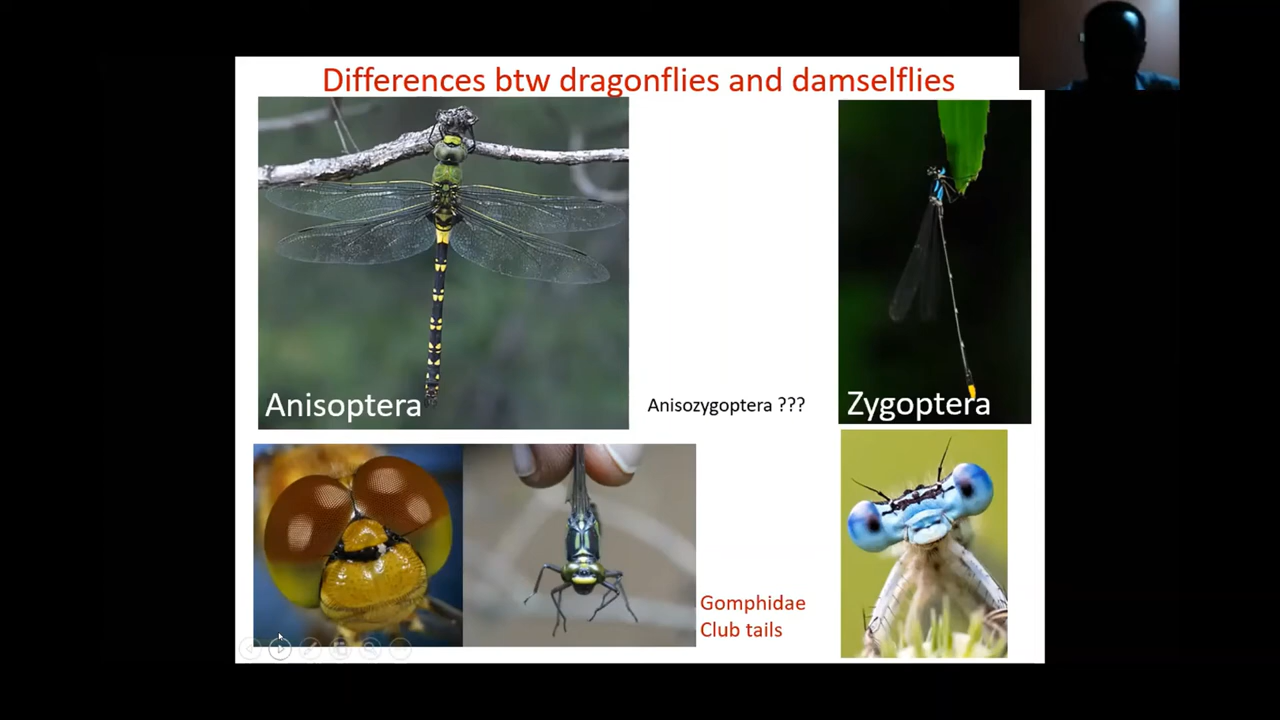 Differences btw dragonflies and damselflies
Anisoptera
Anisozygoptera ???
Zygoptera
Gomphidae
Club tails